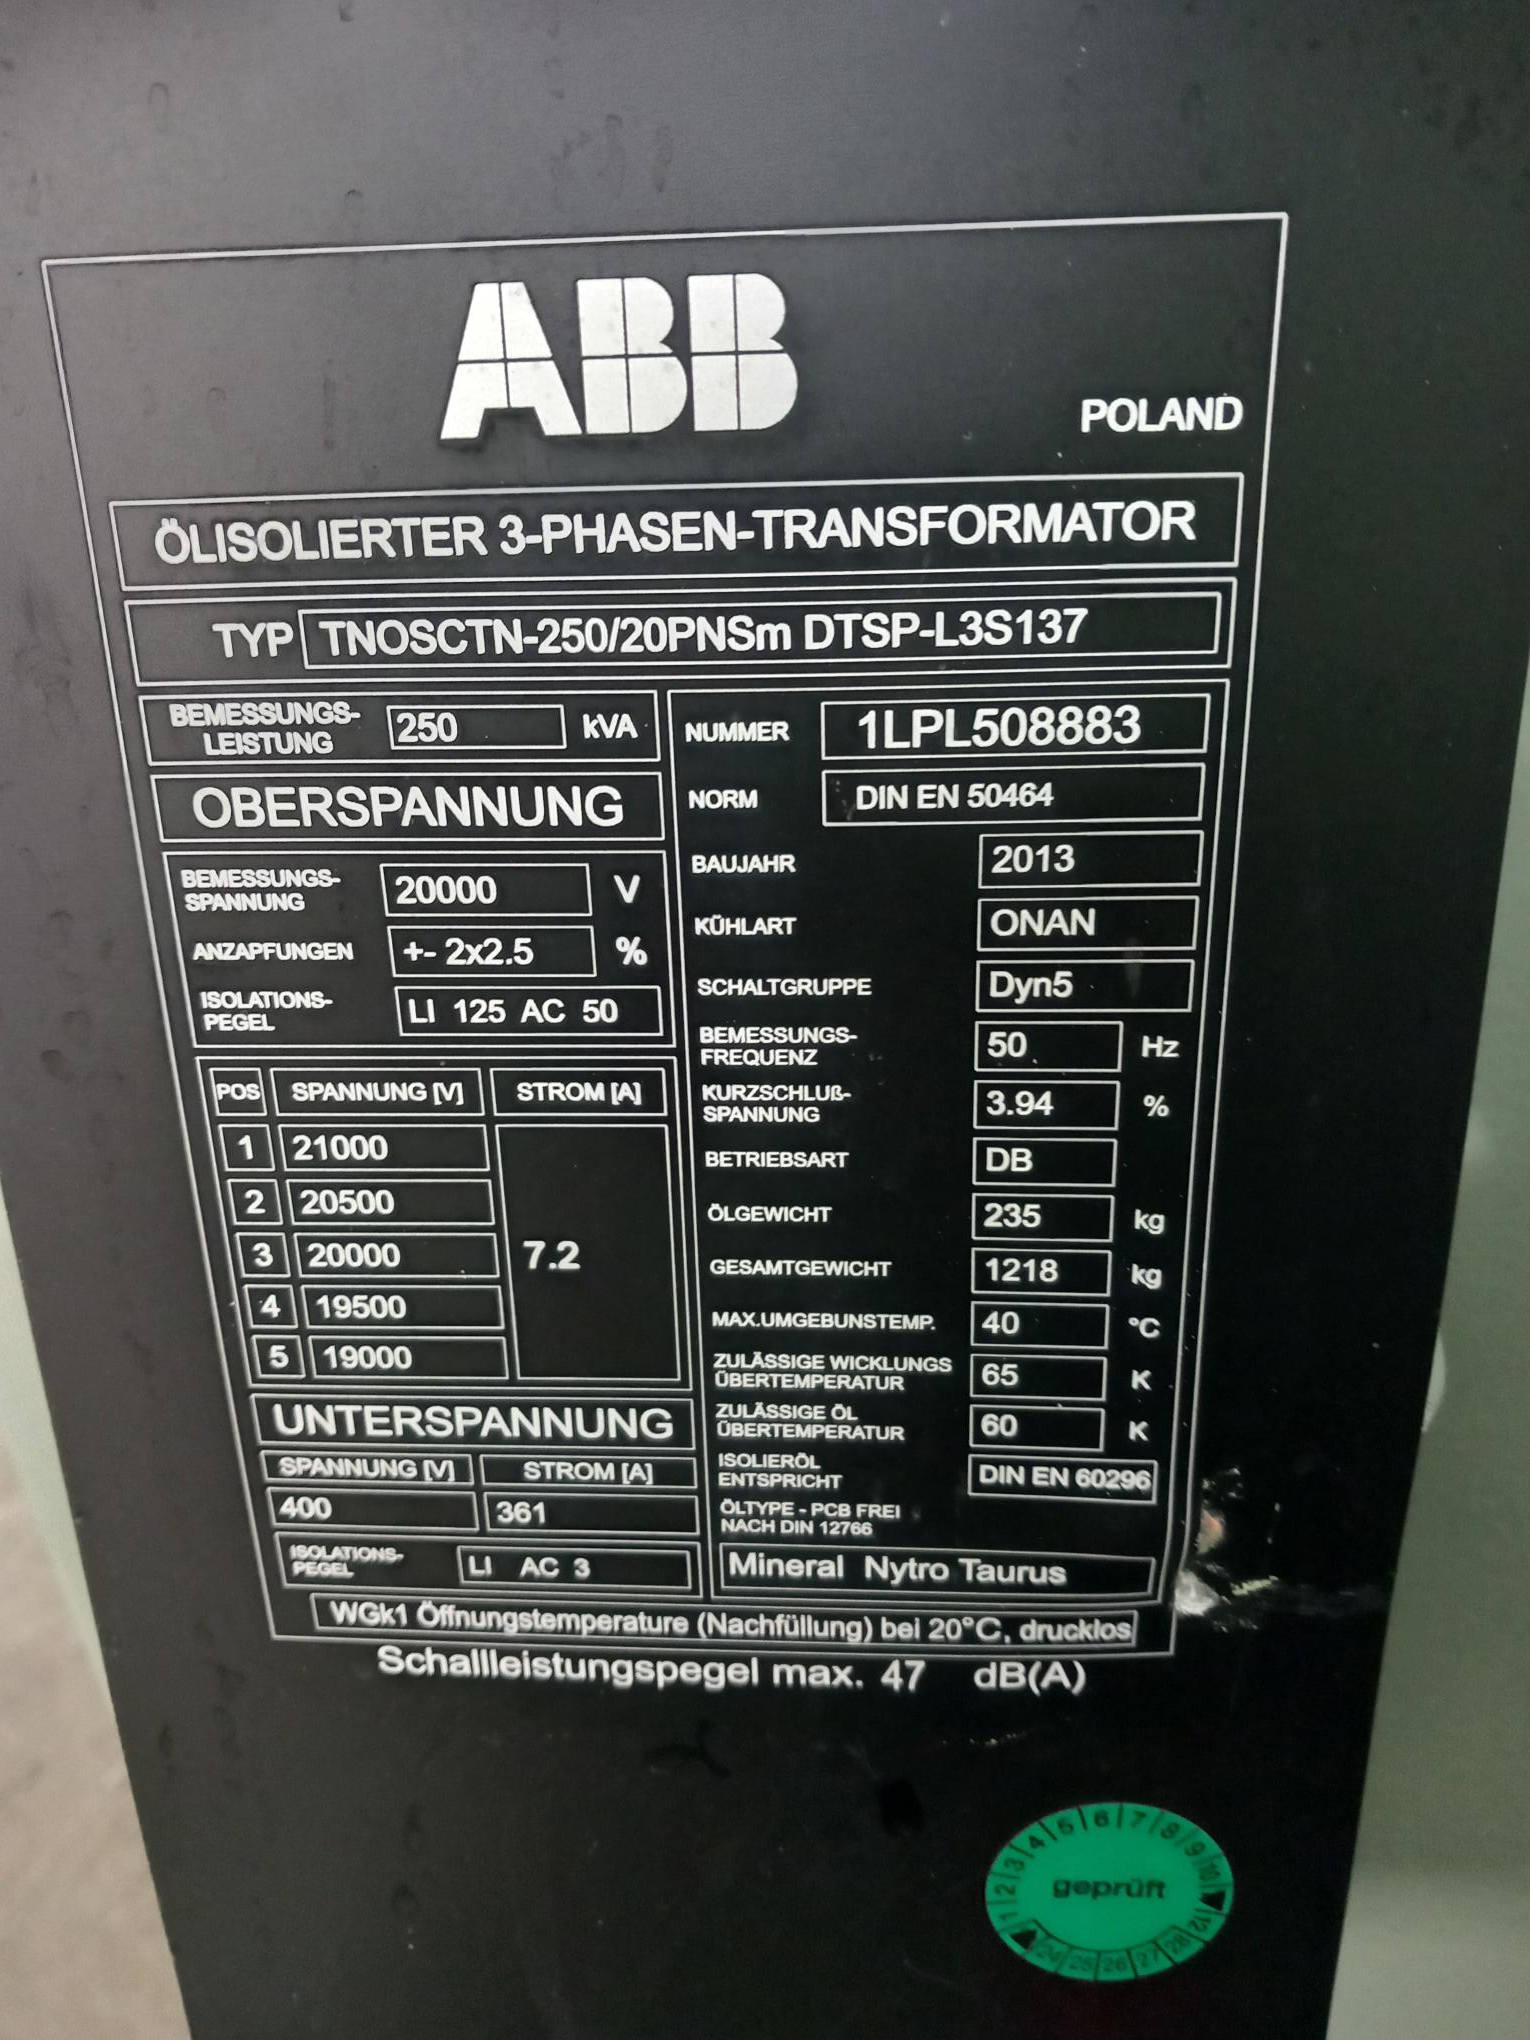 ABB
POLAND
ÖLISOLIERTER 3-PHASEN-TRANSFORMATOR
TYP TNOSCTN-250/20PNSm DTSP-L3S137
BEMESSUNGS-
LEISTUNG 250 kVA
OBERSPANNUNG
BEMESSUNGS-
SPANNUNG 20000 V
ANZAPFUNGEN +- 2x2.5 %
ISOLATIONS-
PEGEL LI 125 AC 50
POS SPANNUNG [V] STROM [A]
1 21000
2 20500
3 20000 7.2
4 19500
5 19000
UNTERSPANNUNG
SPANNUNG [V] STROM [A]
400 361
ISOLATIONS-
PEGEL LI AC 3
NUMMER 1LPL508883
NORM DIN EN 50464
BAUJAHR 2013
KÜHLART ONAN
SCHALTGRUPPE Dyn5
BEMESSUNGS-
FREQUENZ 50 Hz
KURZSCHLUß-
SPANNUNG 3.94 %
BETRIEBSART DB
ÖLGEWICHT 235 kg
GESAMTGEWICHT 1218 kg
MAX.UMGEBUNSTEMP. 40 °C
ZULÄSSIGE WICKLUNGS
ÜBERTEMPERATUR 65 K
ZULÄSSIGE ÖL
ÜBERTEMPERATUR 60 K
ISOLIERÖL
ENTSPRICHT DIN EN 60296
ÖLTYPE - PCB FREI
NACH DIN 12766
Mineral Nytro Taurus
WGk1 Öffnungstemperature (Nachfüllung) bei 20°C, drucklos
Schallleistungspegel max. 47 dB(A)
1 2 3 4 5 6 7 8 9 10 12
geprüft
24 25 26 27 28